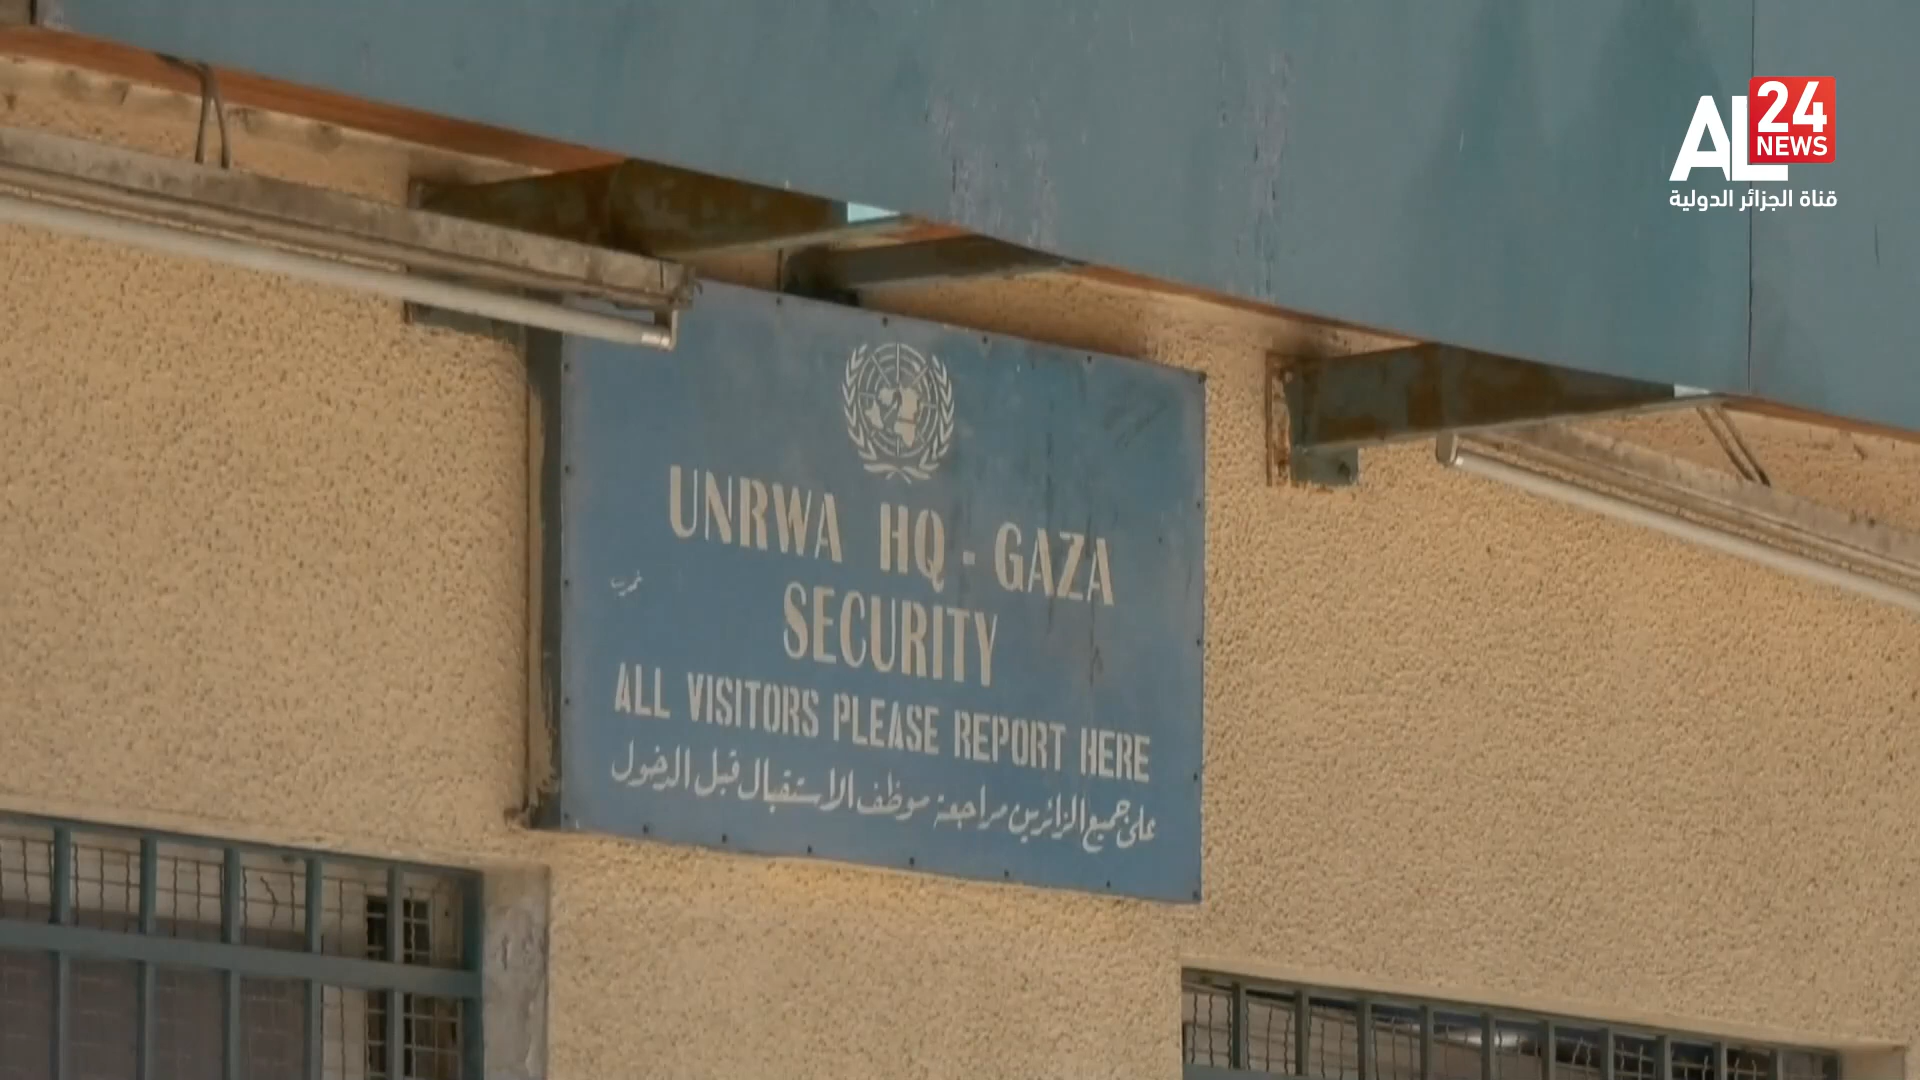 AL 24 NEWS
قناة الجزائر الدولية
UNRWA HQ - GAZA
SECURITY
ALL VISITORS PLEASE REPORT HERE
على جميع الزائرين مراجعة موظف الاستقبال قبل الدخول